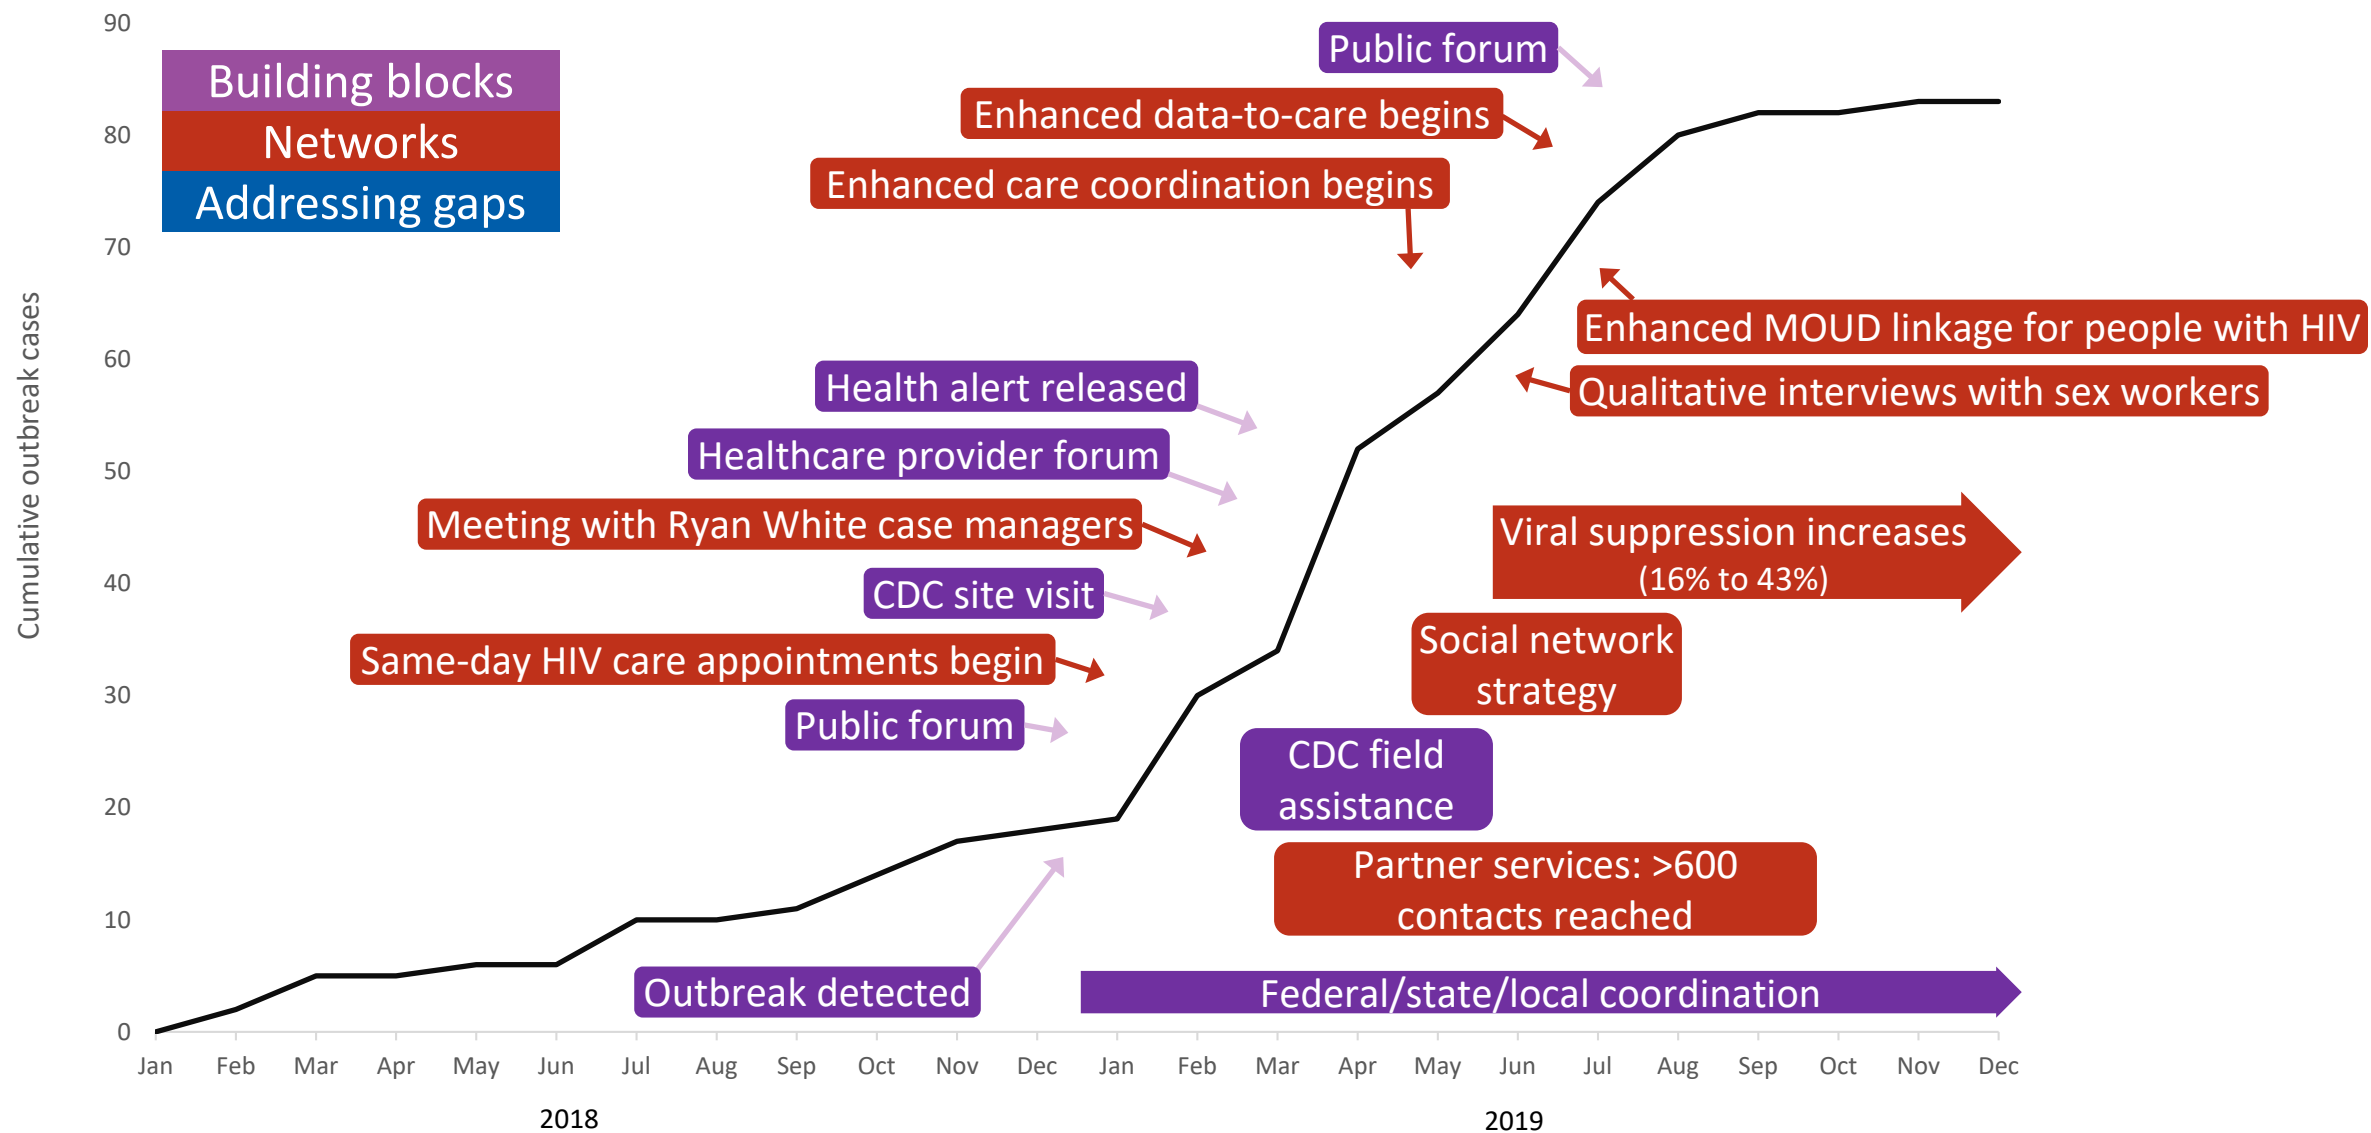 90
80
70
60
50
40
30
20
10
0
Cumulative outbreak cases
Building blocks
Networks
Addressing gaps
Public forum
Enhanced data-to-care begins
Enhanced care coordination begins
Enhanced MOUD linkage for people with HIV
Health alert released
Qualitative interviews with sex workers
Healthcare provider forum
Meeting with Ryan White case managers
Viral suppression increases
(16% to 43%)
CDC site visit
Same-day HIV care appointments begin
Social network
strategy
Public forum
CDC field
assistance
Partner services: >600
contacts reached
Outbreak detected
Federal/state/local coordination
Jan Feb Mar Apr May Jun Jul Aug Sep Oct Nov Dec Jan Feb Mar Apr May Jun Jul Aug Sep Oct Nov Dec
2018 2019